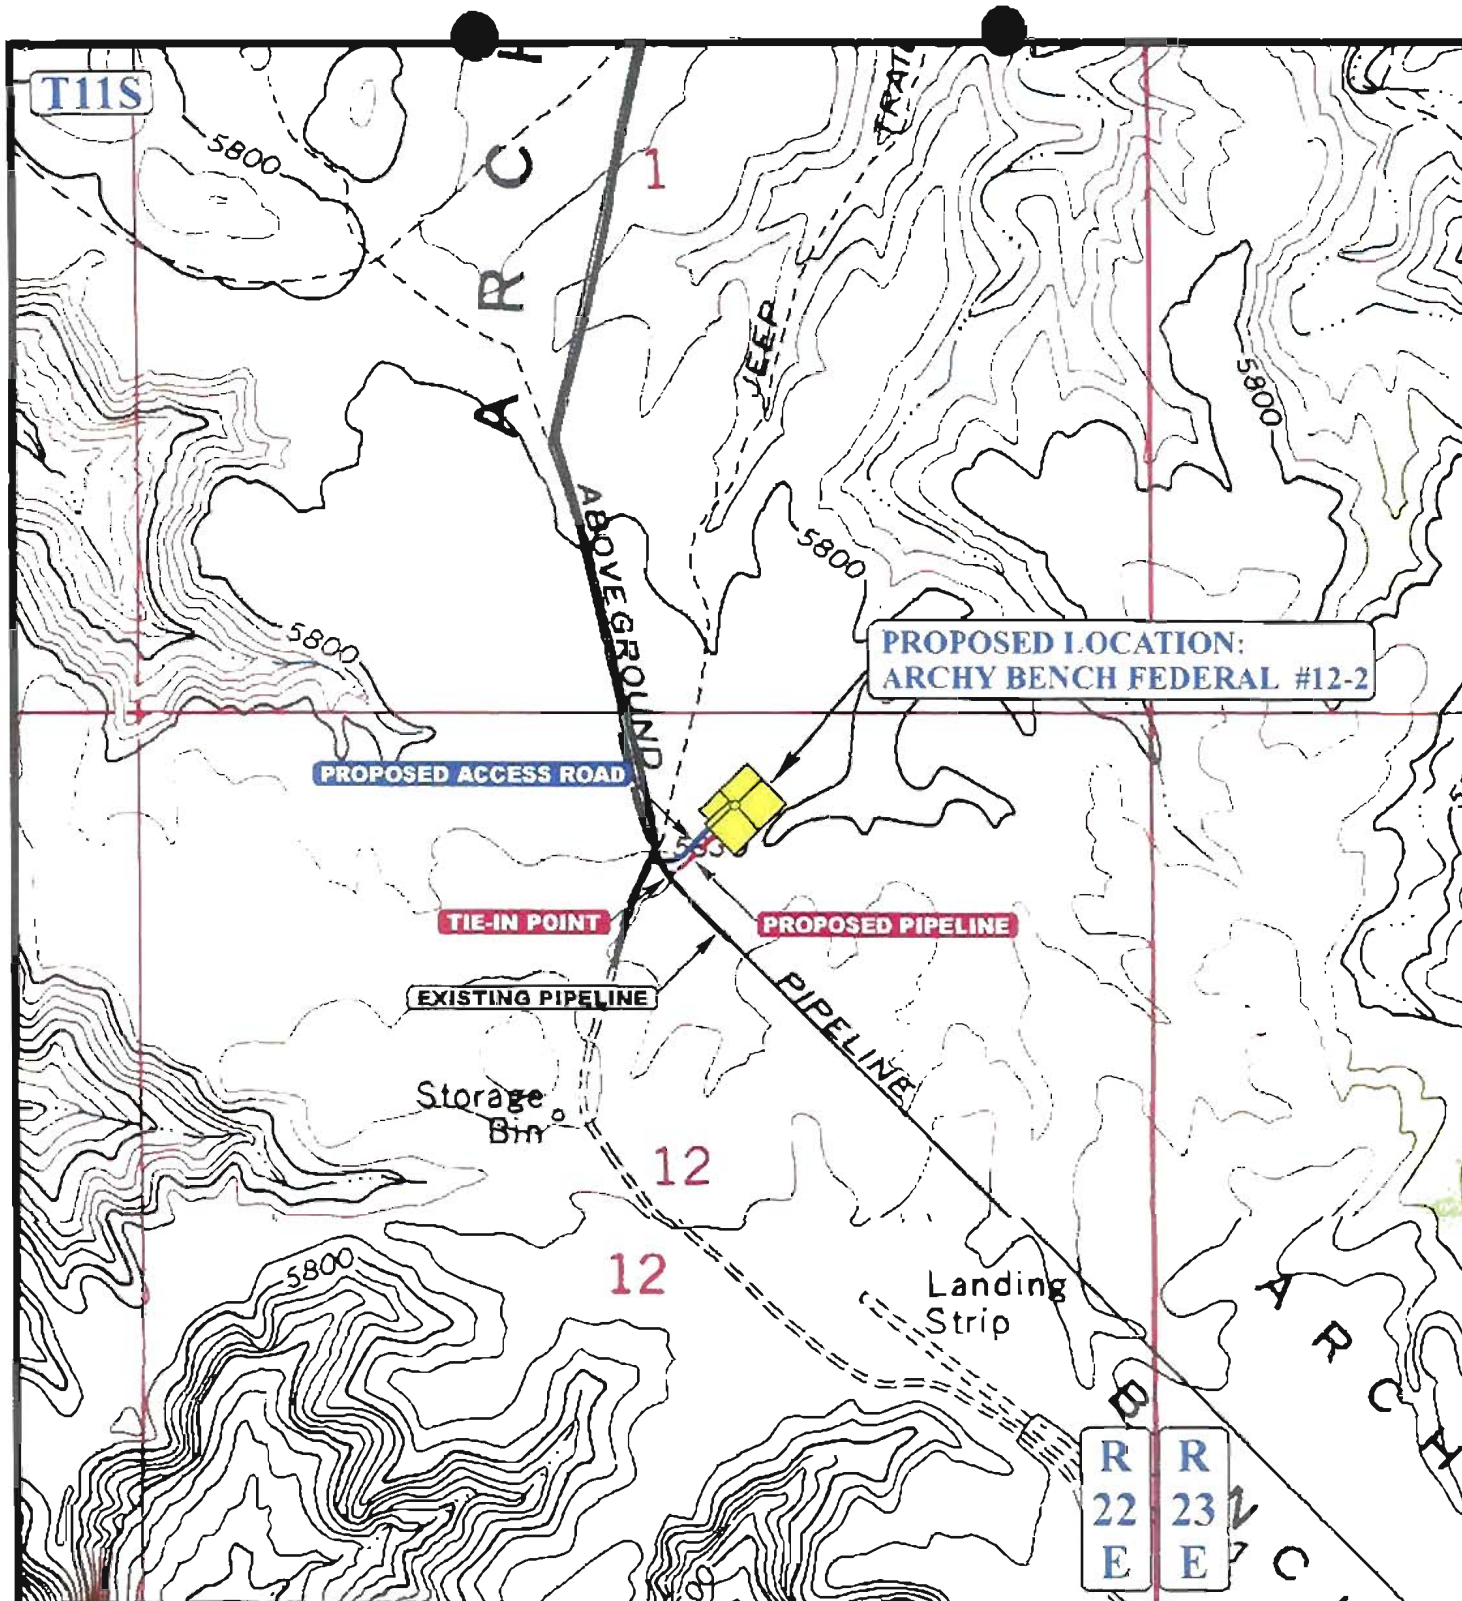 T11S
5800
1
A R C H
JEEP TRAIL
5800
5800
5800
ABOVEGROUND
PROPOSED LOCATION:
ARCHY BENCH FEDERAL #12-2
PROPOSED ACCESS ROAD
TIE-IN POINT
PROPOSED PIPELINE
EXISTING PIPELINE
PIPELINE
Storage
Bin
12
12
5800
Landing
Strip
A R C H
B
R
22
E
R
23
E
N
C